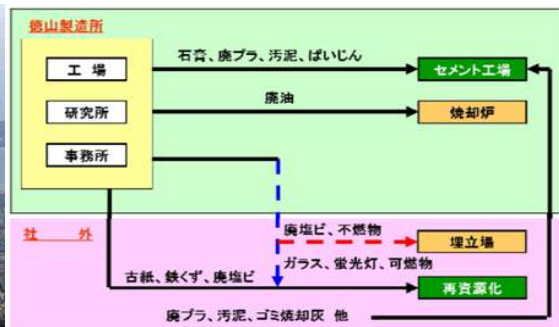 徳山製造所
工場
石膏、廃プラ、汚泥、ばいじん
セメント工場
研究所
廃油
焼却炉
事務所
社 外
廃塩ビ、不燃物
埋立場
ガラス、蛍光灯、可燃物
古紙、鉄くず、廃塩ビ
再資源化
廃プラ、汚泥、ゴミ焼却灰 他